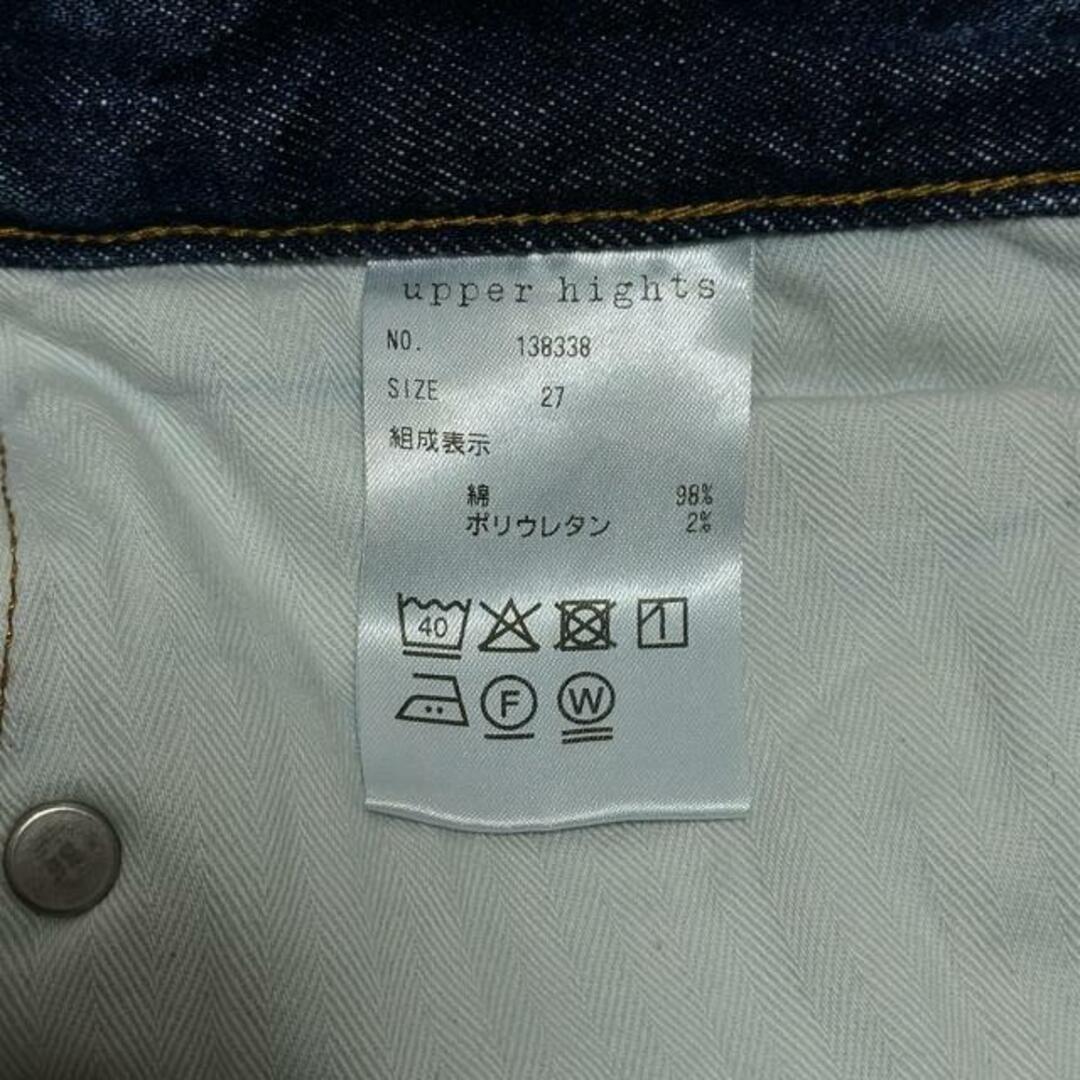 upper hights
NO. 138338
SIZE 27
組成表示
綿 98%
ポリウレタン 2%
40
F W